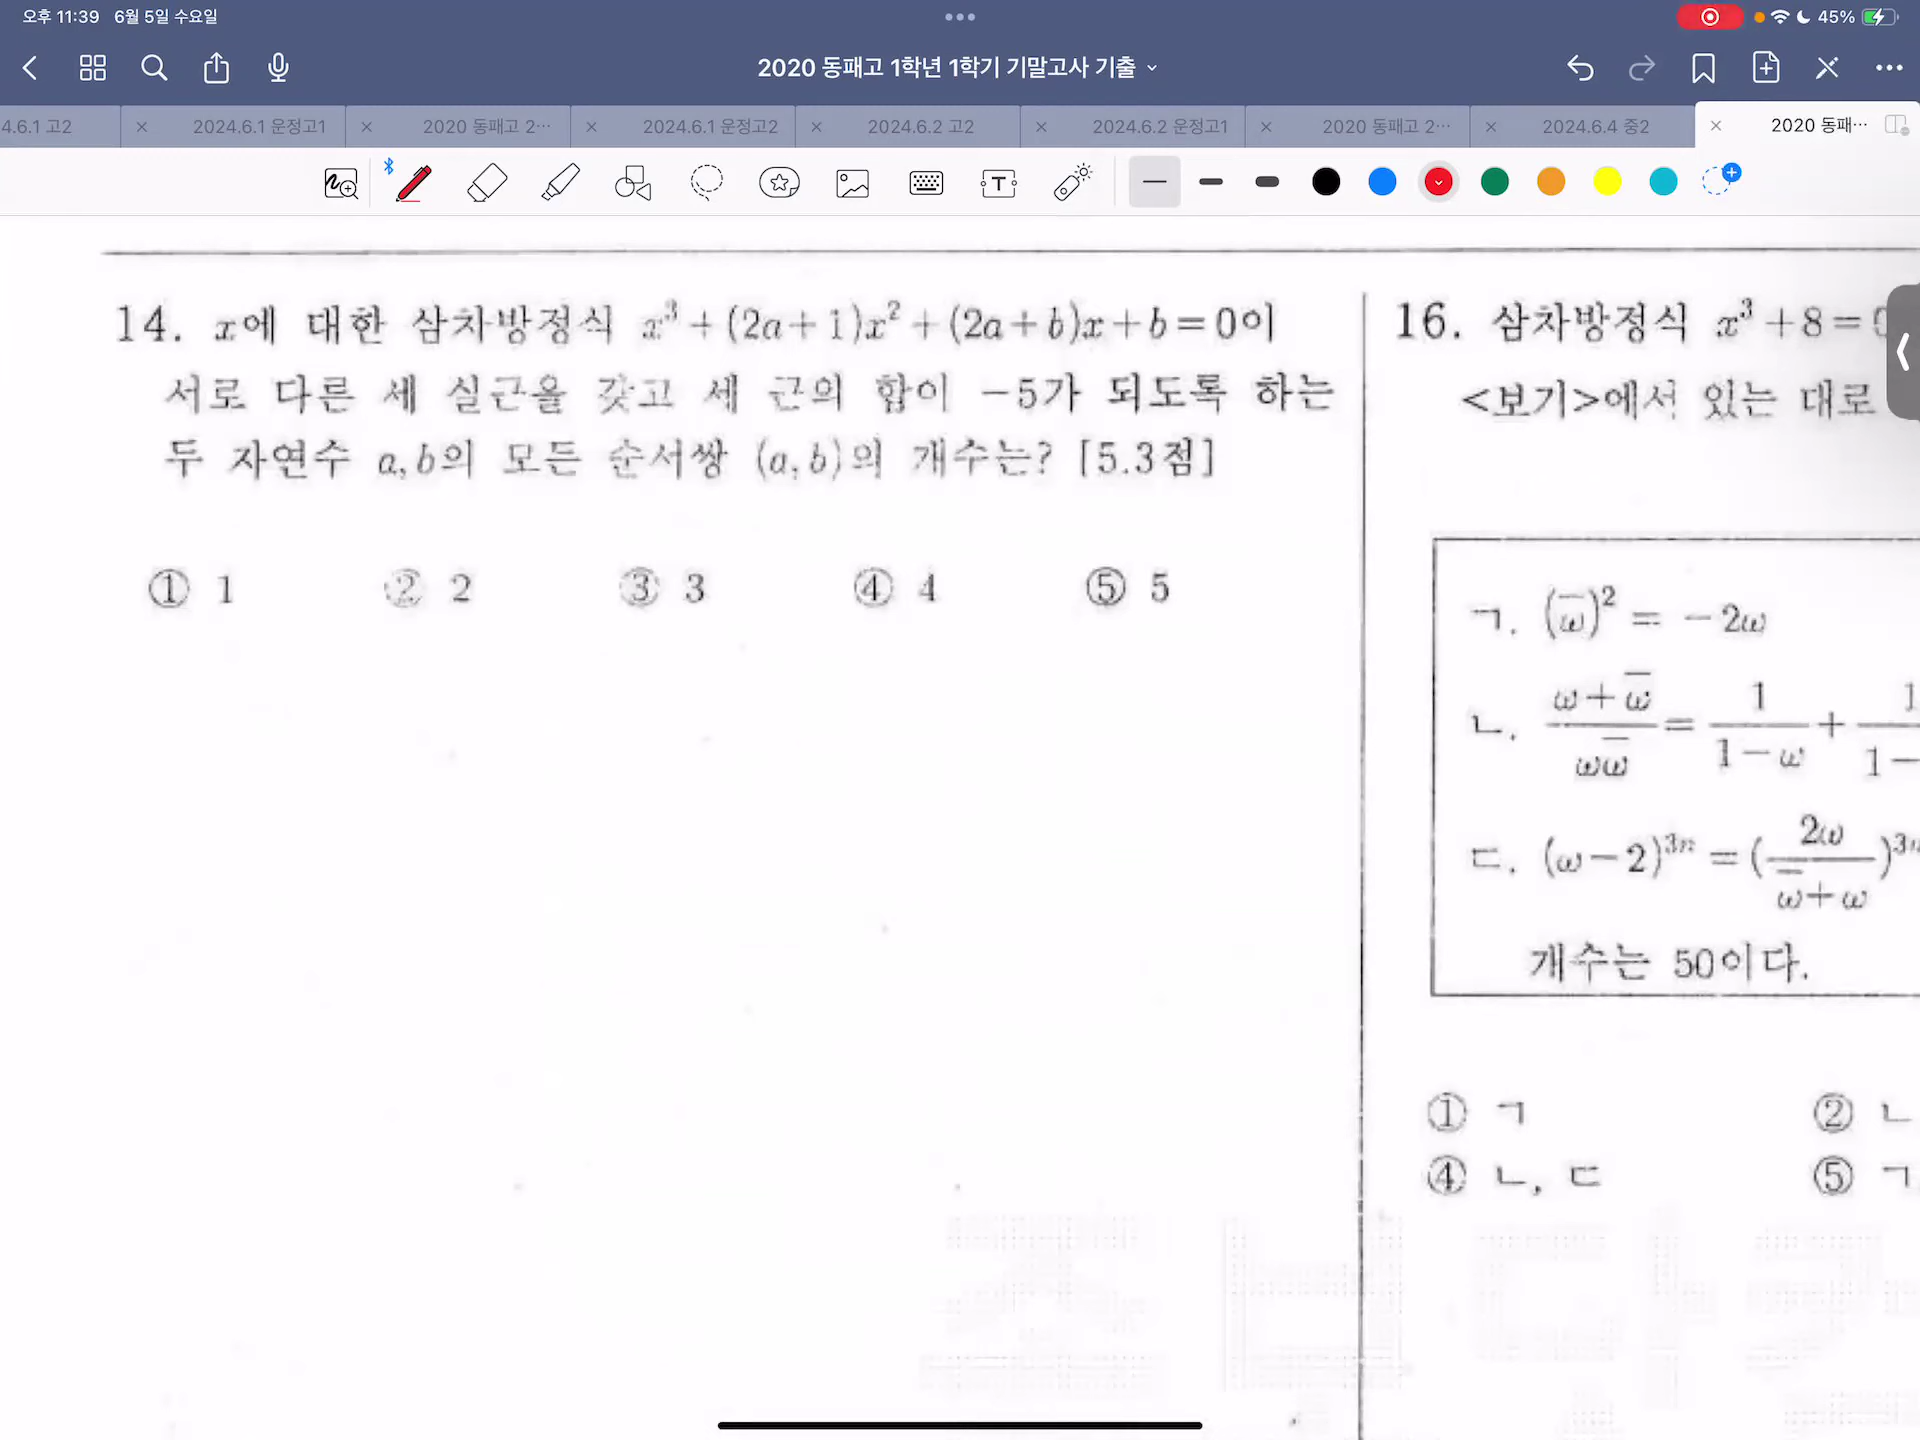 오후 11:39 6월 5일 수요일
45%
2020 동패고 1학년 1학기 기말고사 기출
4.6.1 고2
2024.6.1 운정고1
2020 동패고 2…
2024.6.1 운정고2
2024.6.2 고2
2024.6.2 운정고1
2020 동패고 2…
2024.6.4 중2
2020 동패…
14. x에 대한 삼차방정식 x³+(2a+1)x²+(2a+b)x+b=0이
서로 다른 세 실근을 갖고 세 근의 합이 −5가 되도록 하는
두 자연수 a,b의 모든 순서쌍 (a,b)의 개수는? [5.3점]
① 1 ② 2 ③ 3 ④ 4 ⑤ 5
16. 삼차방정식 x³+8=0
<보기>에서 있는 대로
ㄱ. (ω̅)² = −2ω
ㄴ. (ω+ω̅)/(ωω̅) = 1/(1−ω) + 1/(1−
ㄷ. (ω−2)³ⁿ = (2ω/(ω̅+ω))³ⁿ
개수는 50이다.
① ㄱ ② ㄴ
④ ㄴ, ㄷ ⑤ ㄱ